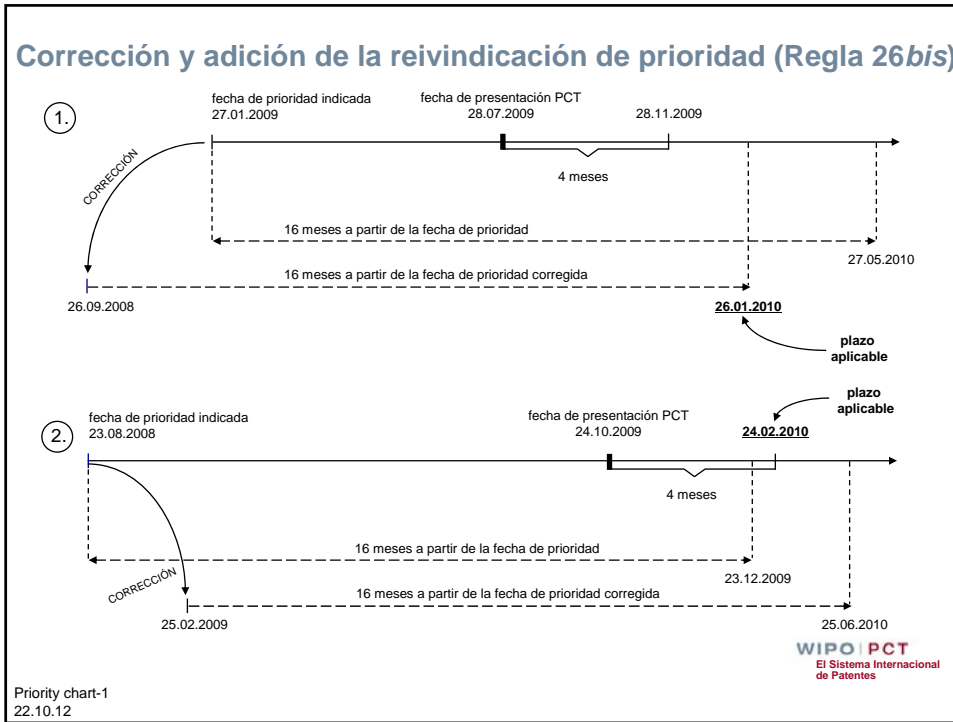 Corrección y adición de la reivindicación de prioridad (Regla 26bis)
1.
fecha de prioridad indicada
27.01.2009
fecha de presentación PCT
28.07.2009
28.11.2009
CORRECCIÓN
4 meses
16 meses a partir de la fecha de prioridad
27.05.2010
16 meses a partir de la fecha de prioridad corregida
26.09.2008
26.01.2010
plazo
aplicable
plazo
aplicable
2.
fecha de prioridad indicada
23.08.2008
fecha de presentación PCT
24.10.2009
24.02.2010
4 meses
16 meses a partir de la fecha de prioridad
23.12.2009
CORRECCIÓN
16 meses a partir de la fecha de prioridad corregida
25.02.2009
25.06.2010
WIPO|PCT
El Sistema Internacional
de Patentes
Priority chart-1
22.10.12